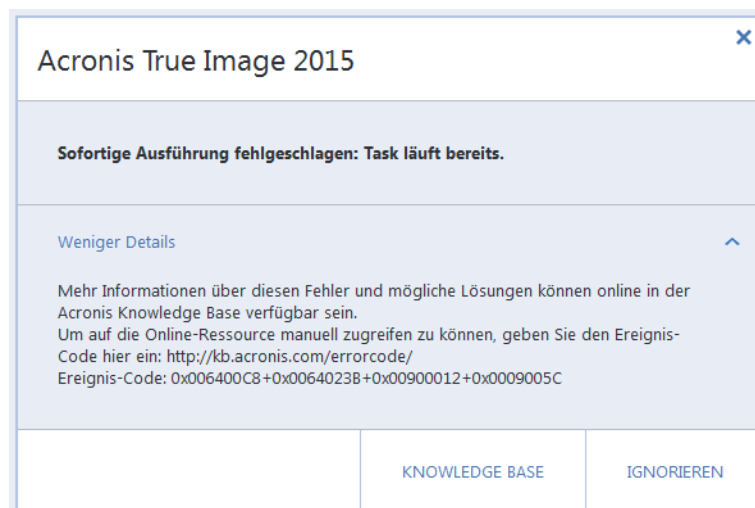 Acronis True Image 2015
Sofortige Ausführung fehlgeschlagen: Task läuft bereits.
Weniger Details
Mehr Informationen über diesen Fehler und mögliche Lösungen können online in der
Acronis Knowledge Base verfügbar sein.
Um auf die Online-Ressource manuell zugreifen zu können, geben Sie den Ereignis-
Code hier ein: http://kb.acronis.com/errorcode/
Ereignis-Code: 0x006400C8+0x0064023B+0x00900012+0x0009005C
KNOWLEDGE BASE
IGNORIEREN